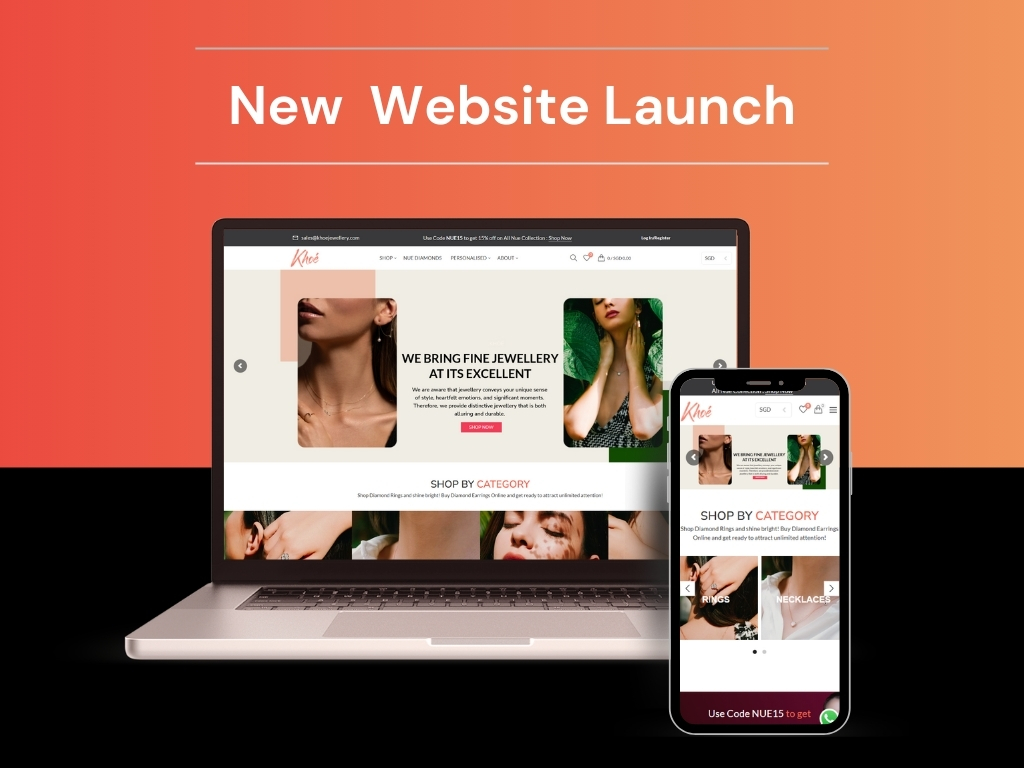 New Website Launch
sales@khoejewellery.com
Use Code NUE15 to get 15% off on All Nue Collection : Shop Now
Log In/Register
Khoé
SHOP
NUE DIAMONDS
PERSONALISED
ABOUT
0 / SGD0.00
SGD
WE BRING FINE JEWELLERY
AT ITS EXCELLENT
We are aware that jewellery conveys your unique sense
of style, heartfelt emotions, and significant moments.
Therefore, we provide distinctive jewellery that is both
alluring and durable.
SHOP NOW
SHOP BY CATEGORY
Shop Diamond Rings and shine bright! Buy Diamond Earrings Online and get ready to attract unlimited attention!
All Nue Collection : Shop Now
Khoé
SGD
WE BRING FINE JEWELLERY
AT ITS EXCELLENT
SHOP BY CATEGORY
Shop Diamond Rings and shine bright! Buy Diamond Earrings
Online and get ready to attract unlimited attention!
RINGS
NECKLACES
Use Code NUE15 to get